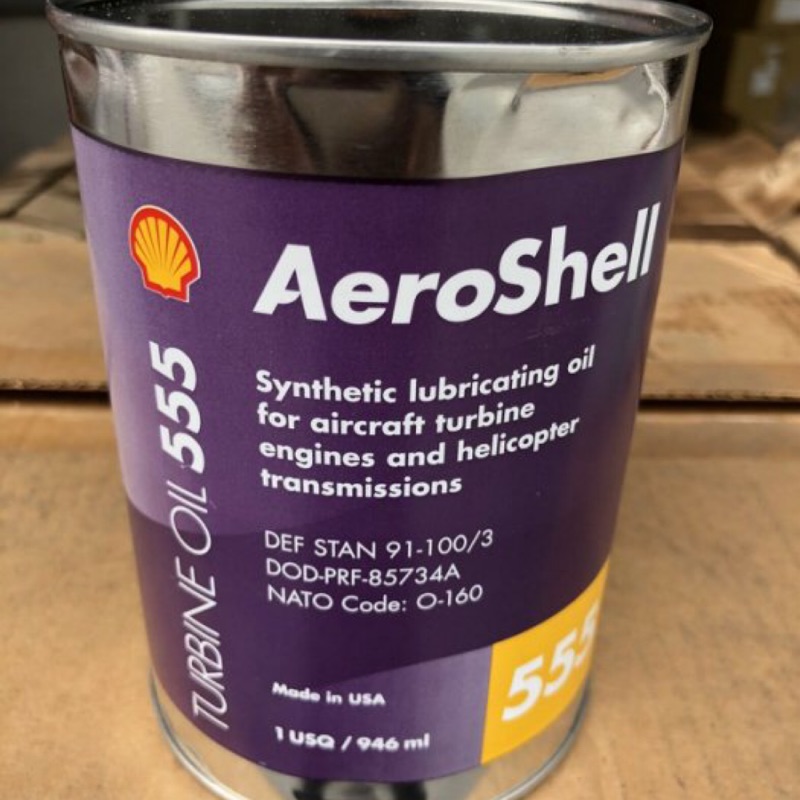 AeroShell
Synthetic lubricating oil
for aircraft turbine
engines and helicopter
transmissions
DEF STAN 91-100/3
DOD-PRF-85734A
NATO Code: O-160
Made in USA
1 USQ / 946 ml
TURBINE OIL 555
555